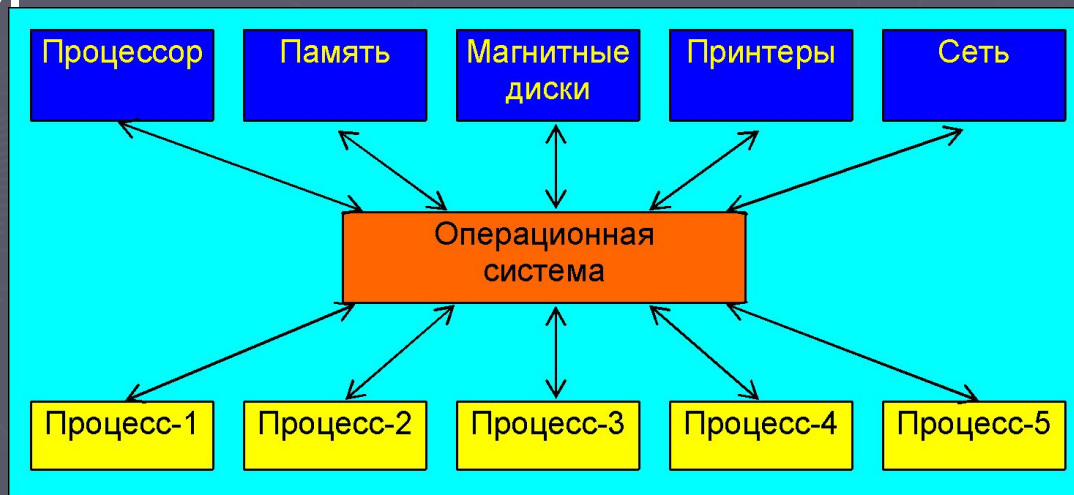 Процессор
Память
Магнитные
диски
Принтеры
Сеть
Операционная
система
Процесс-1
Процесс-2
Процесс-3
Процесс-4
Процесс-5